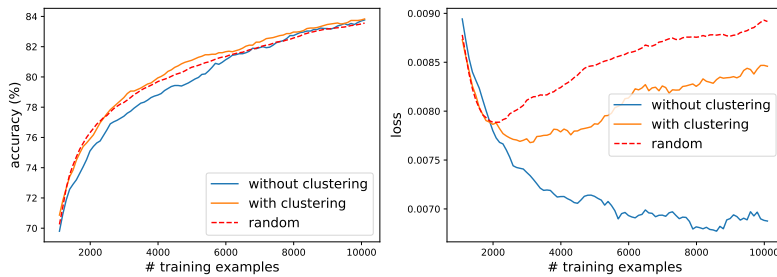 84
82
80
78
76
74
72
70
accuracy (%)
2000
4000
6000
8000
10000
# training examples
without clustering
with clustering
random
0.0090
0.0085
0.0080
0.0075
0.0070
loss
2000
4000
6000
8000
10000
# training examples
without clustering
with clustering
random